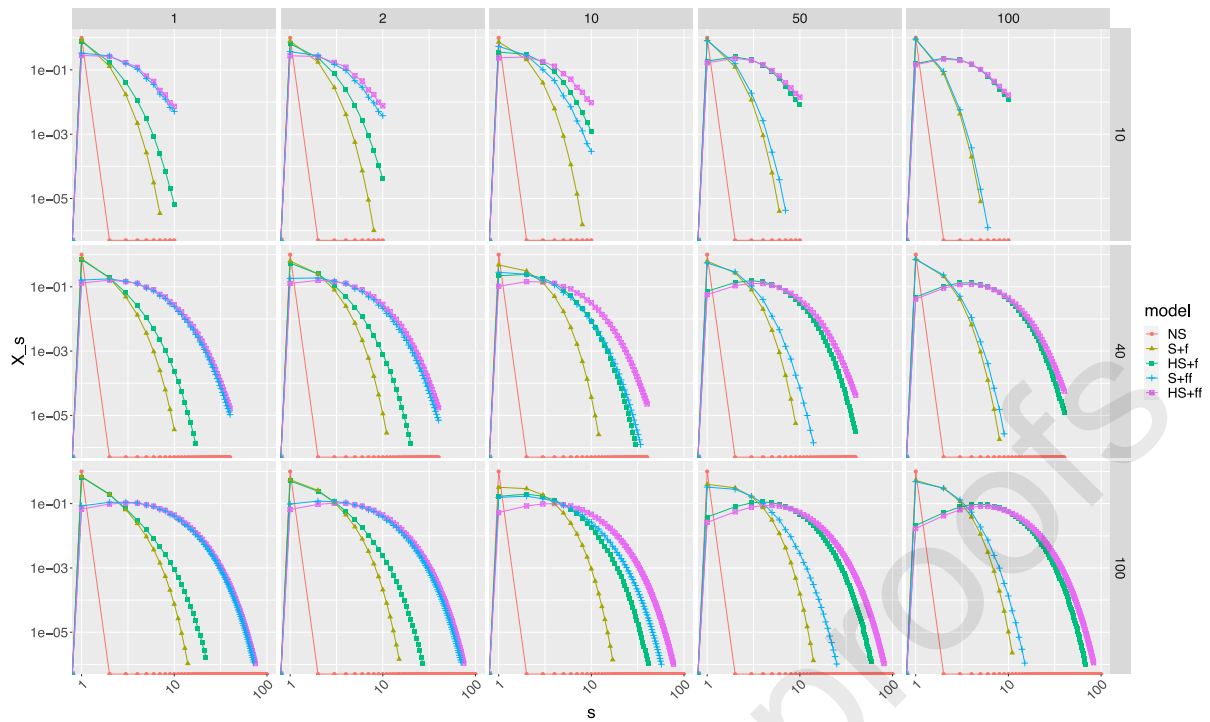 1 2 10 50 100
1e−01
1e−03
1e−05
10
1e−01
1e−03
1e−05
40
1e−01
1e−03
1e−05
100
X_s
1 10 100 1 10 100 1 10 100 1 10 100 1 10 100
s
model
NS
S+f
HS+f
S+ff
HS+ff
proofs